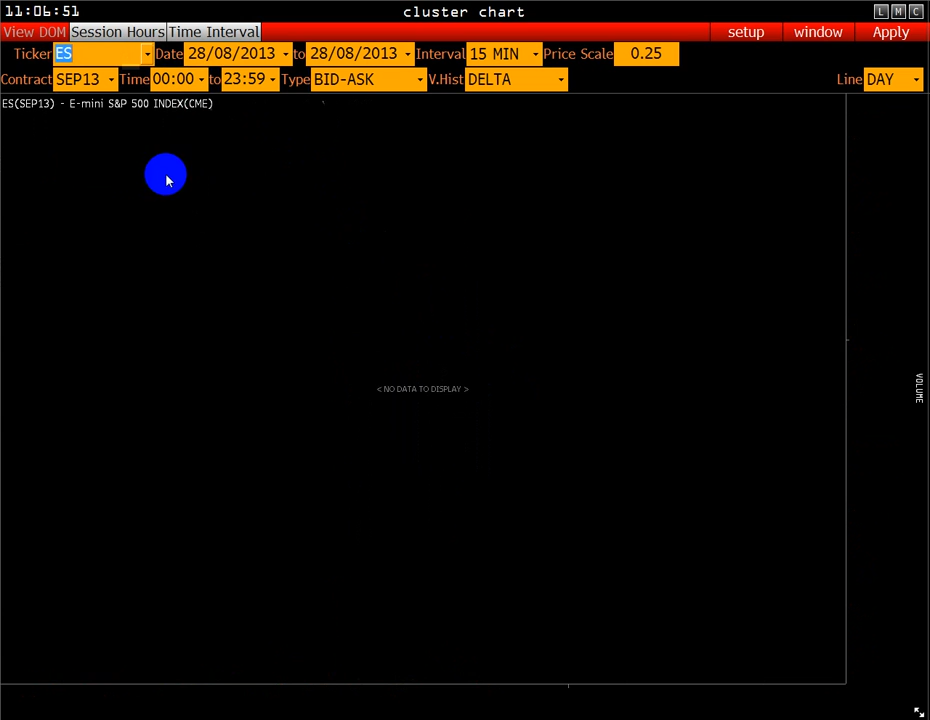 11:06:51 cluster chart L M C
View DOM Session Hours Time Interval setup window Apply
Ticker ES Date 28/08/2013 to 28/08/2013 Interval 15 MIN Price Scale 0.25
Contract SEP13 Time 00:00 to 23:59 Type BID-ASK V.Hist DELTA Line DAY
ES(SEP13) - E-mini S&P 500 INDEX(CME)
< NO DATA TO DISPLAY >
VOLUME